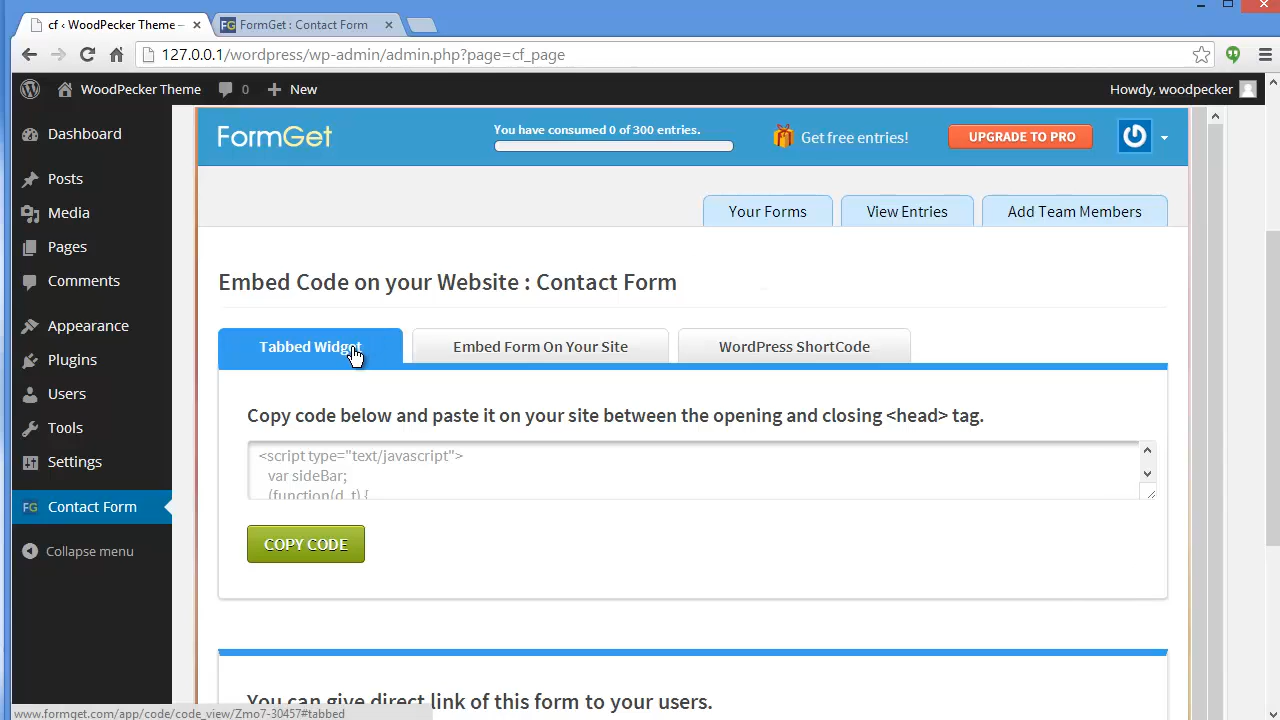 cf ‹ WoodPecker Theme –
FormGet : Contact Form
127.0.0.1/wordpress/wp-admin/admin.php?page=cf_page
WoodPecker Theme 0 New
Howdy, woodpecker
Dashboard
Posts
Media
Pages
Comments
Appearance
Plugins
Users
Tools
Settings
FG Contact Form
Collapse menu
FormGet
You have consumed 0 of 300 entries.
Get free entries!
UPGRADE TO PRO
Your Forms
View Entries
Add Team Members
Embed Code on your Website : Contact Form
Tabbed Widget
Embed Form On Your Site
WordPress ShortCode
Copy code below and paste it on your site between the opening and closing <head> tag.
<script type="text/javascript">
var sideBar;
(function(d, t) {
COPY CODE
You can give direct link of this form to your users.
www.formget.com/app/code/code_view/Zmo7-30457#tabbed